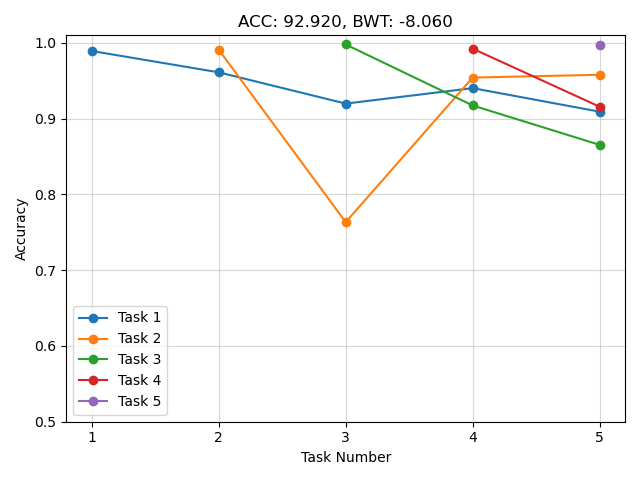 ACC: 92.920, BWT: -8.060
1.0
0.9
0.8
0.7
0.6
0.5
Accuracy
Task 1
Task 2
Task 3
Task 4
Task 5
1 2 3 4 5
Task Number